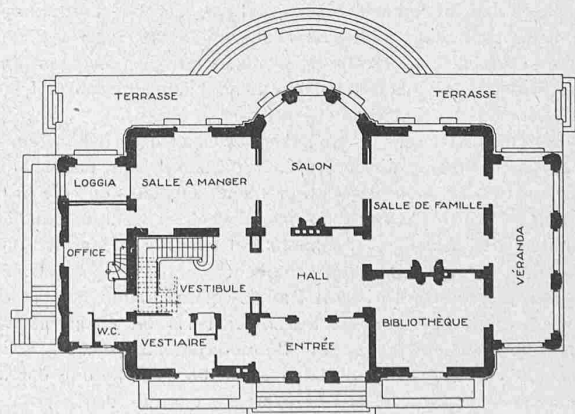 TERRASSE
TERRASSE
LOGGIA
SALLE A MANGER
SALON
SALLE DE FAMILLE
OFFICE
VÉRANDA
VESTIBULE
HALL
BIBLIOTHÈQUE
W.C.
VESTIAIRE
ENTRÉE